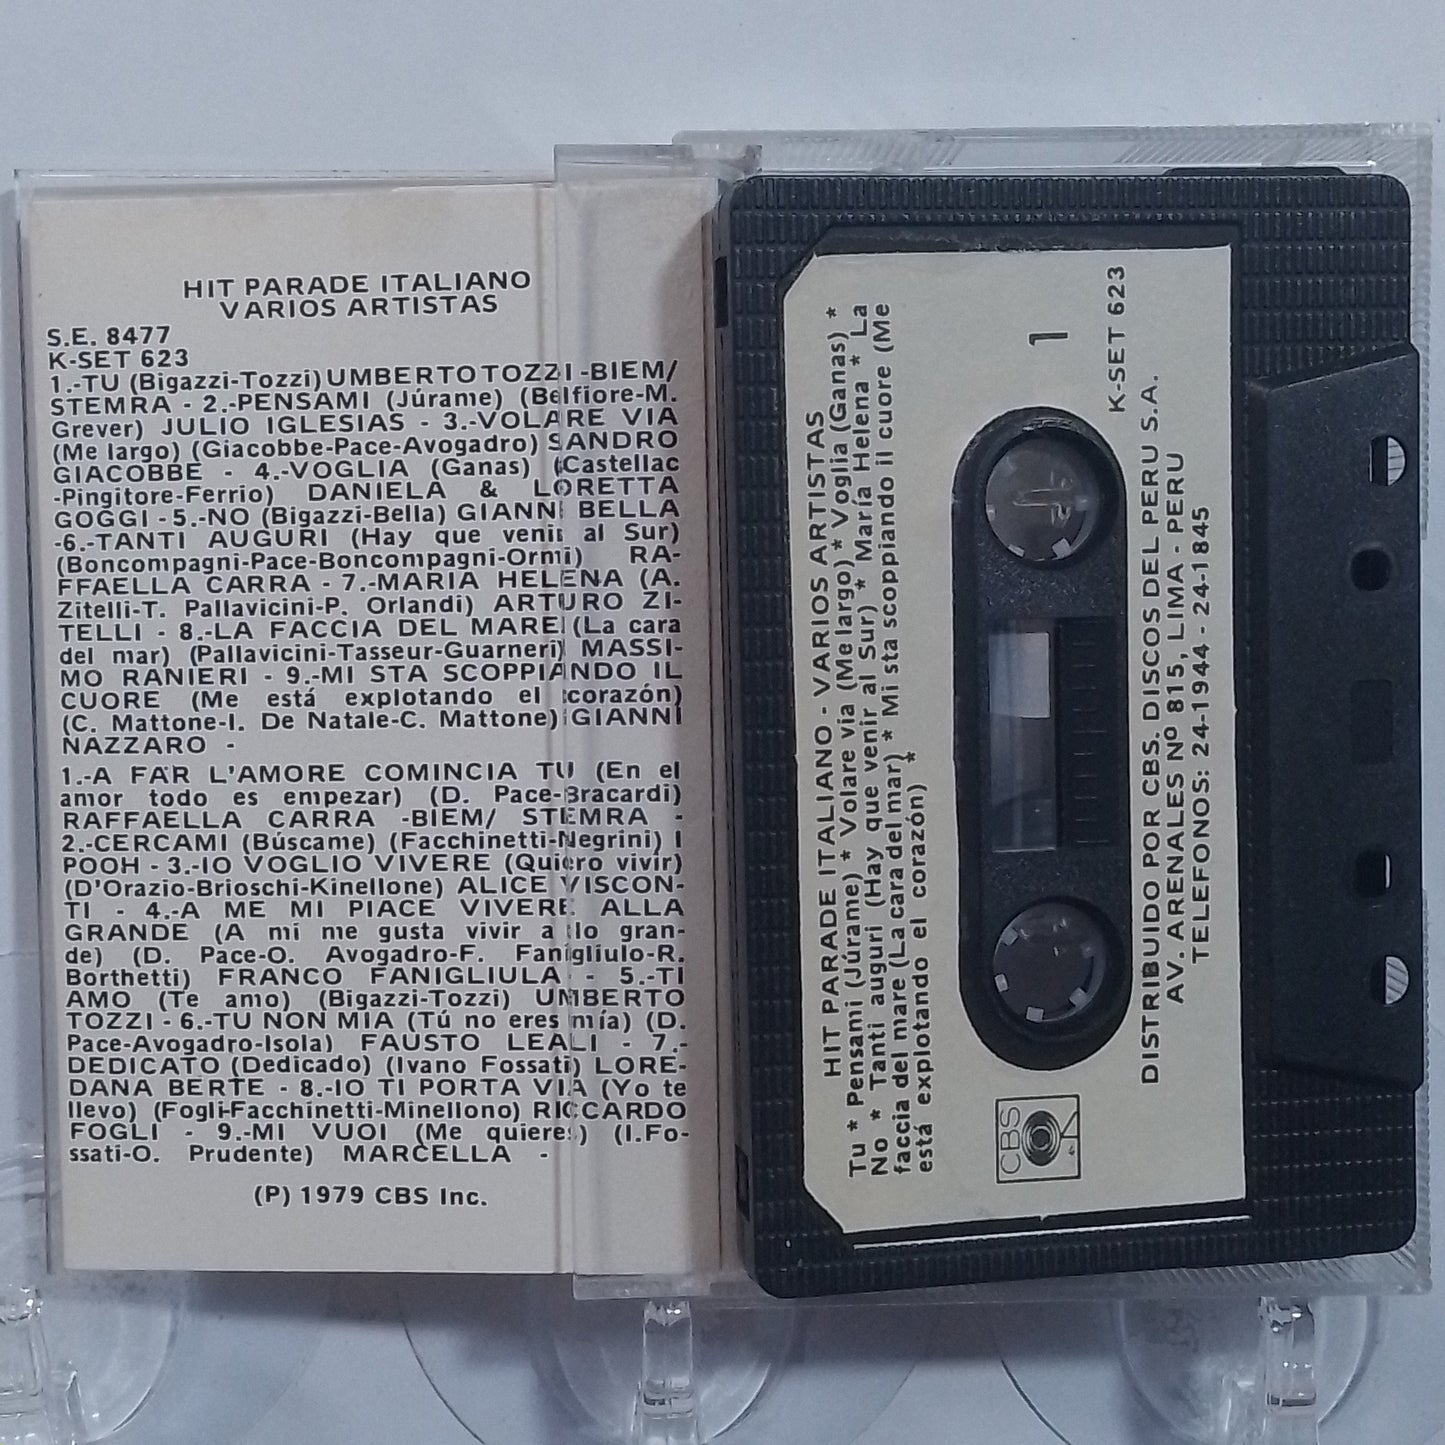 HIT PARADE ITALIANO
VARIOS ARTISTAS
S.E. 8477
K-SET 623
1.-TU (Bigazzi-Tozzi) UMBERTO TOZZI -BIEM/
STEMRA - 2.-PENSAMI (Júrame) (Belfiore-M.
Grever) JULIO IGLESIAS - 3.-VOLARE VIA
(Me largo) (Giacobbe-Pace-Avogadro) SANDRO
GIACOBBE - 4.-VOGLIA (Ganas) (Castellac
-Pingitore-Ferrio) DANIELA & LORETTA
GOGGI - 5.-NO (Bigazzi-Bella) GIANNI BELLA
-6.-TANTI AUGURI (Hay que venir al Sur)
(Boncompagni-Pace-Boncompagni-Ormi) RA-
FFAELLA CARRA - 7.-MARIA HELENA (A.
Zitelli-T. Pallavicini-P. Orlandi) ARTURO ZI-
TELLI - 8.-LA FACCIA DEL MARE (La cara
del mar) (Pallavicini-Tasseur-Guarneri) MASSI-
MO RANIERI - 9.-MI STA SCOPPIANDO IL
CUORE (Me está explotando el corazón)
(C. Mattone-I. De Natale-C. Mattone) GIANNI
NAZZARO -
1.-A FAR L'AMORE COMINCIA TU (En el
amor todo es empezar) (D. Pace-Bracardi)
RAFFAELLA CARRA -BIEM/ STEMRA -
2.-CERCAMI (Búscame) (Facchinetti-Negrini) I
POOH - 3.-IO VOGLIO VIVERE (Quiero vivir)
(D'Orazio-Brioschi-Kinellone) ALICE VISCON-
TI - 4.-A ME MI PIACE VIVERE ALLA
GRANDE (A mi me gusta vivir a lo gran-
de) (D. Pace-O. Avogadro-F. Fanigliulo-R.
Borthetti) FRANCO FANIGLIULA - 5.-TI
AMO (Te amo) (Bigazzi-Tozzi) UMBERTO
TOZZI - 6.-TU NON MIA (Tú no eres mía) (D.
Pace-Avogadro-Isola) FAUSTO LEALI - 7.-
DEDICATO (Dedicado) (Ivano Fossati) LORE-
DANA BERTE - 8.-IO TI PORTA VIA (Yo te
llevo) (Fogli-Facchinetti-Minellono) RICCARDO
FOGLI - 9.-MI VUOI (Me quieres) (I.Fo-
ssati-O. Prudente) MARCELLA -
(P) 1979 CBS Inc.
HIT PARADE ITALIANO - VARIOS ARTISTAS
Tu * Pensami (Júrame) * Volare via (Me largo) * Voglia (Ganas) *
No * Tanti auguri (Hay que venir al Sur) * María Helena * La
faccia del mare (La cara del mar) * Mi sta scoppiando il cuore (Me
está explotando el corazón) *
1
K-SET 623
CBS
DISTRIBUIDO POR CBS. DISCOS DEL PERU S.A.
AV. ARENALES Nº 815, LIMA - PERU
TELEFONOS: 24-1944 - 24-1845